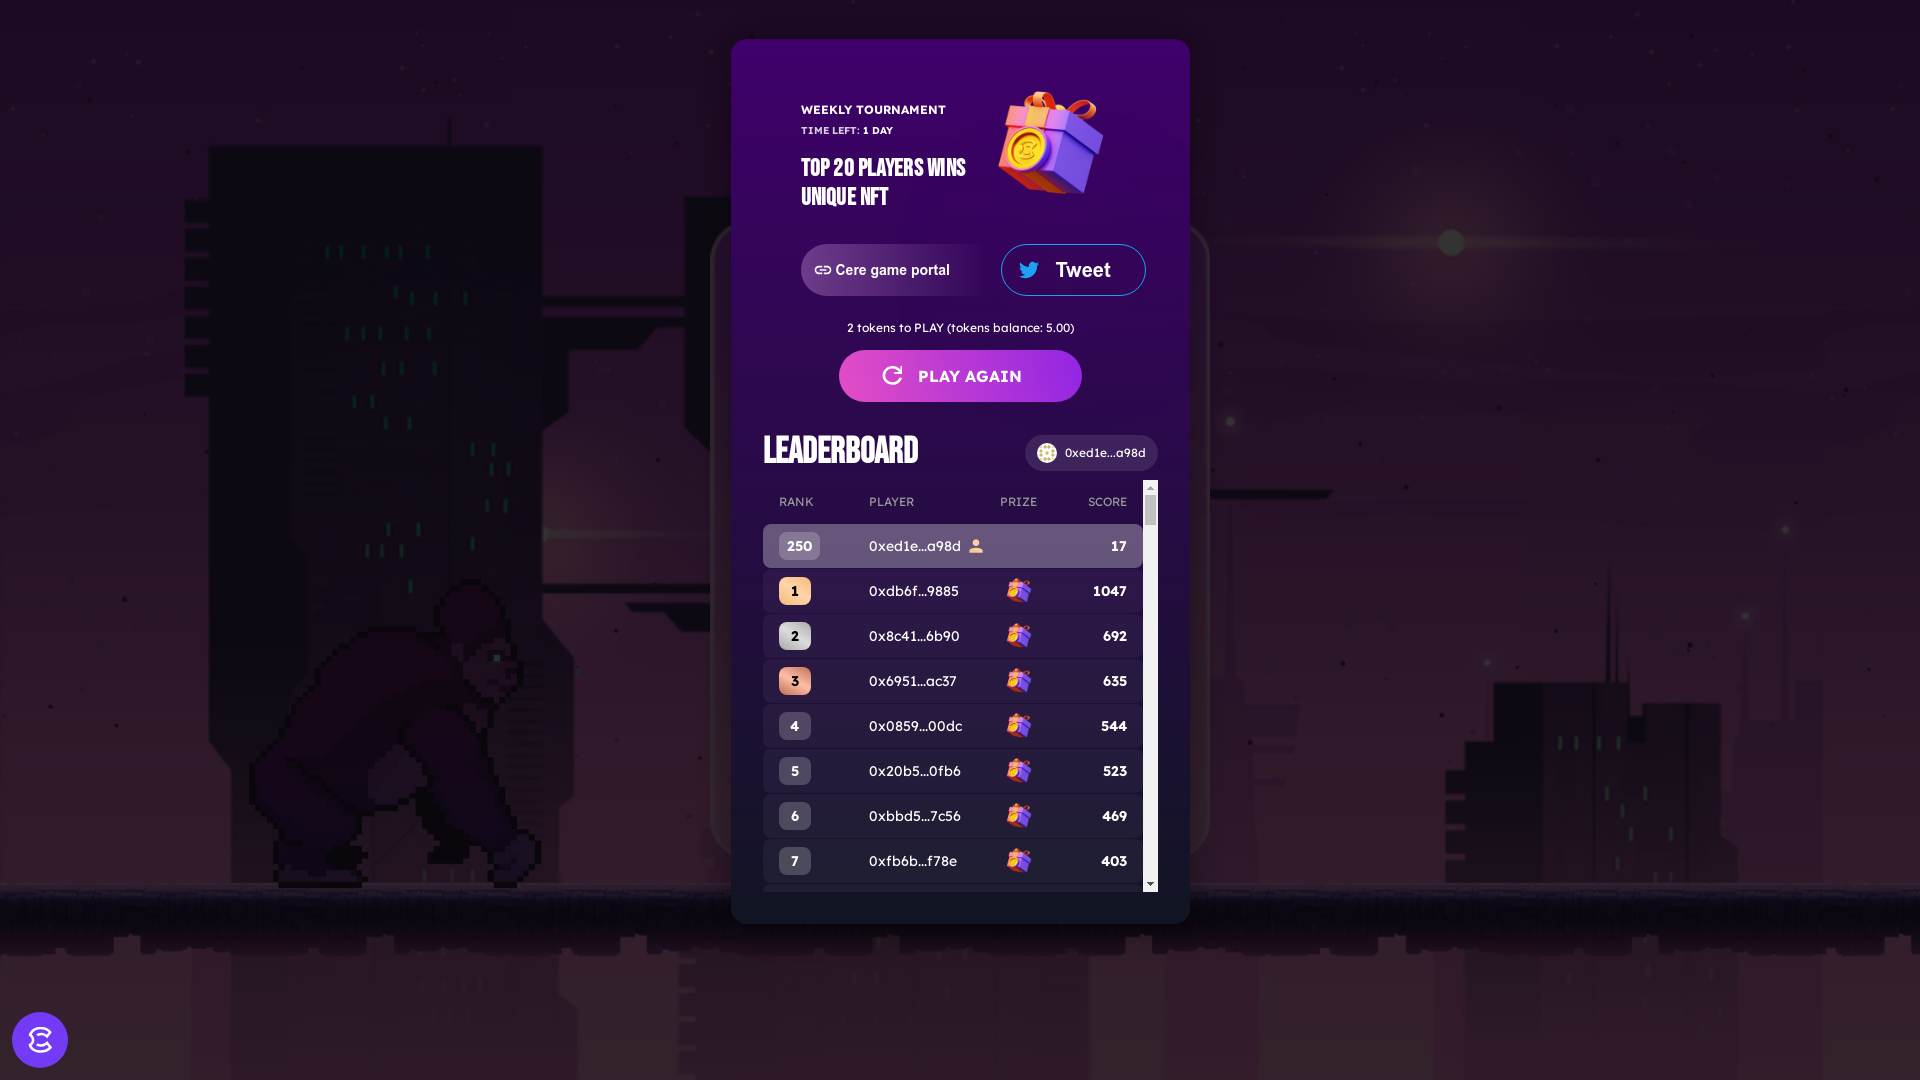 WEEKLY TOURNAMENT
TIME LEFT: 1 DAY
TOP 20 PLAYERS WINS
UNIQUE NFT
Cere game portal
Tweet
2 tokens to PLAY (tokens balance: 5.00)
PLAY AGAIN
LEADERBOARD
0xed1e...a98d
RANK PLAYER PRIZE SCORE
250 0xed1e...a98d 17
1 0xdb6f...9885 1047
2 0x8c41...6b90 692
3 0x6951...ac37 635
4 0x0859...00dc 544
5 0x20b5...0fb6 523
6 0xbbd5...7c56 469
7 0xfb6b...f78e 403